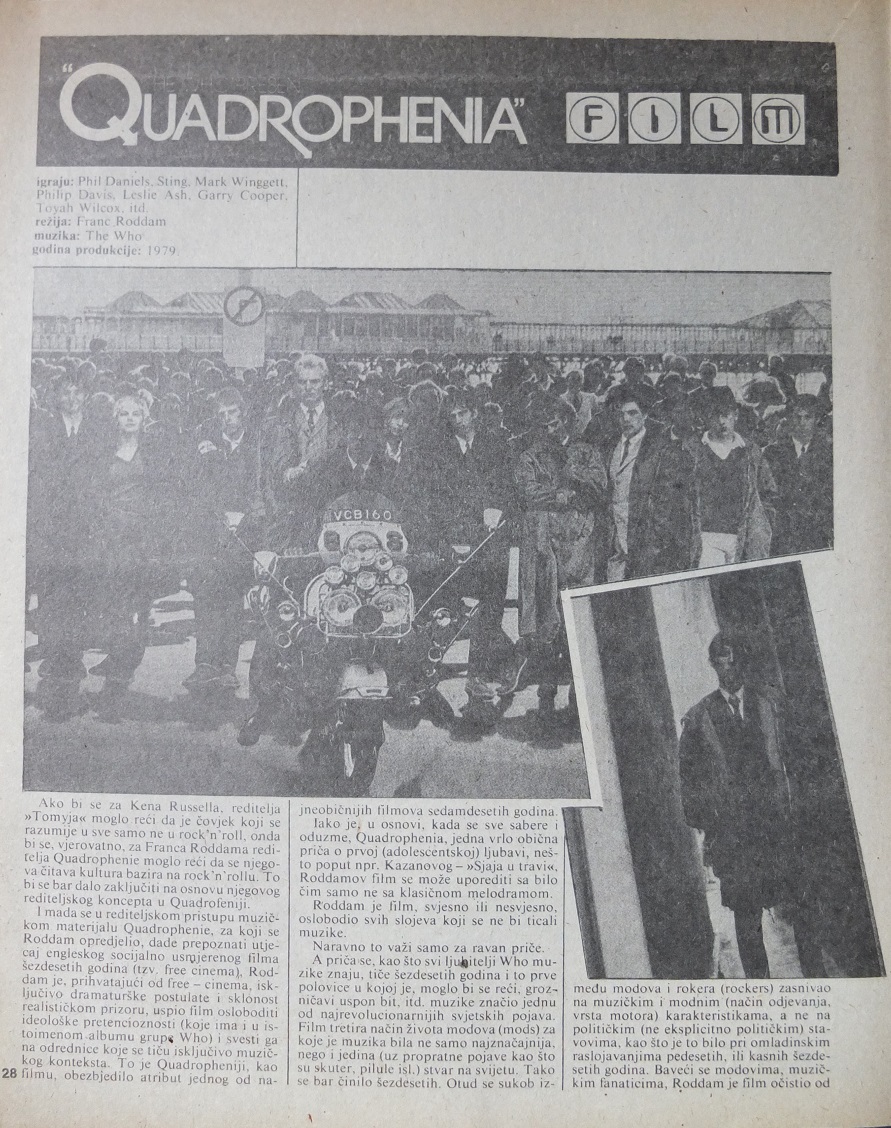 "QUADROPHENIA" FILM
igraju: Phil Daniels, Sting, Mark Winggett,
Philip Davis, Leslie Ash, Garry Cooper,
Toyah Wilcox, itd.
režija: Franc Roddam
muzika: The Who
godina produkcije: 1979.
VCB160
Ako bi se za Kena Russella, reditelja
»Tomyja« moglo reći da je čovjek koji se
razumije u sve samo ne u rock'n'roll, onda
bi se, vjerovatno, za Franca Roddama redi-
telja Quadrophenie moglo reći da se njego-
va čitava kultura bazira na rock'n'rollu. To
bi se bar dalo zaključiti na osnovu njegovog
rediteljskog koncepta u Quadrofeniji.
I mada se u rediteljskom pristupu muzič-
kom materijalu Quadrophenie, za koji se
Roddam opredjelio, dade prepoznati utje-
caj engleskog socijalno usmjerenog filma
šezdesetih godina (tzv. free cinema), Rod-
dam je, prihvatajući od free – cinema, isk-
ljučivo dramaturške postulate i sklonost
realističkom prizoru, uspio film osloboditi
ideološke pretencioznosti (koje ima i u is-
toimenom albumu grupe Who) i svesti ga
na odrednice koje se tiču isključivo muzič-
kog konteksta. To je Quadropheniji, kao
filmu, obezbjedilo atribut jednog od na-
28
jneobičnijih filmova sedamdesetih godina.
Iako je, u osnovi, kada se sve sabere i
oduzme, Quadrophenia, jedna vrlo obična
priča o prvoj (adolescentskoj) ljubavi, neš-
to poput npr. Kazanovog – »Sjaja u travi«,
Roddamov film se može uporediti sa bilo
čim samo ne sa klasičnom melodramom.
Roddam je film, svjesno ili nesvjesno,
oslobodio svih slojeva koji se ne bi ticali
muzike.
Naravno to važi samo za ravan priče.
A priča se, kao što svi ljubitelji Who mu-
zike znaju, tiče šezdesetih godina i to prve
polovice u kojoj je, moglo bi se reći, groz-
ničavi uspon bit, itd. muzike značio jednu
od najrevolucionarnijih svjetskih pojava.
Film tretira način života modova (mods) za
koje je muzika bila ne samo najznačajnija,
nego i jedina (uz propratne pojave kao što
su skuter, pilule isl.) stvar na svijetu. Tako
se bar činilo šezdesetih. Otud se sukob iz-
među modova i rokera (rockers) zasnivao
na muzičkim i modnim (način odjevanja,
vrsta motora) karakteristikama, a ne na
političkim (ne eksplicitno političkim) sta-
vovima, kao što je to bilo pri omladinskim
raslojavanjima pedesetih, ili kasnih šezde-
setih godina. Baveći se modovima, muzič-
kim fanaticima, Roddam je film očistio od